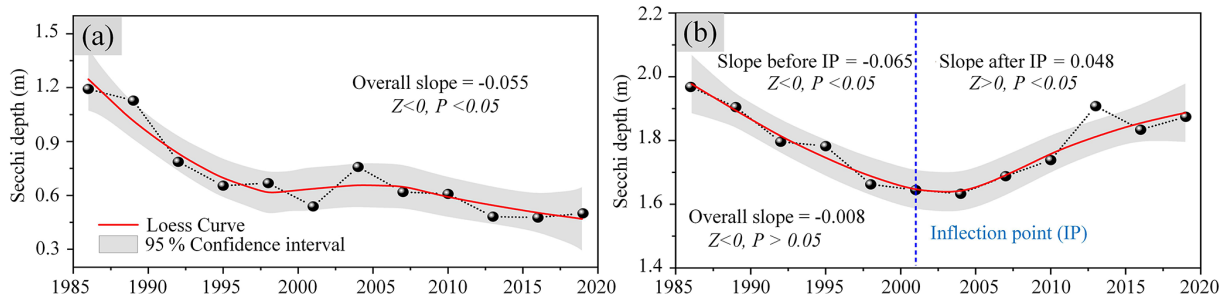 (a)
Secchi depth (m)
1.5
1.2
0.9
0.6
0.3
Overall slope = -0.055
Z<0, P <0.05
Loess Curve
95 % Confidence interval
1985 1990 1995 2000 2005 2010 2015 2020
(b)
Secchi depth (m)
2.2
2.0
1.8
1.6
1.4
Slope before IP = -0.065
Z<0, P <0.05
Slope after IP = 0.048
Z>0, P <0.05
Overall slope = -0.008
Z<0, P > 0.05
Inflection point (IP)
1985 1990 1995 2000 2005 2010 2015 2020